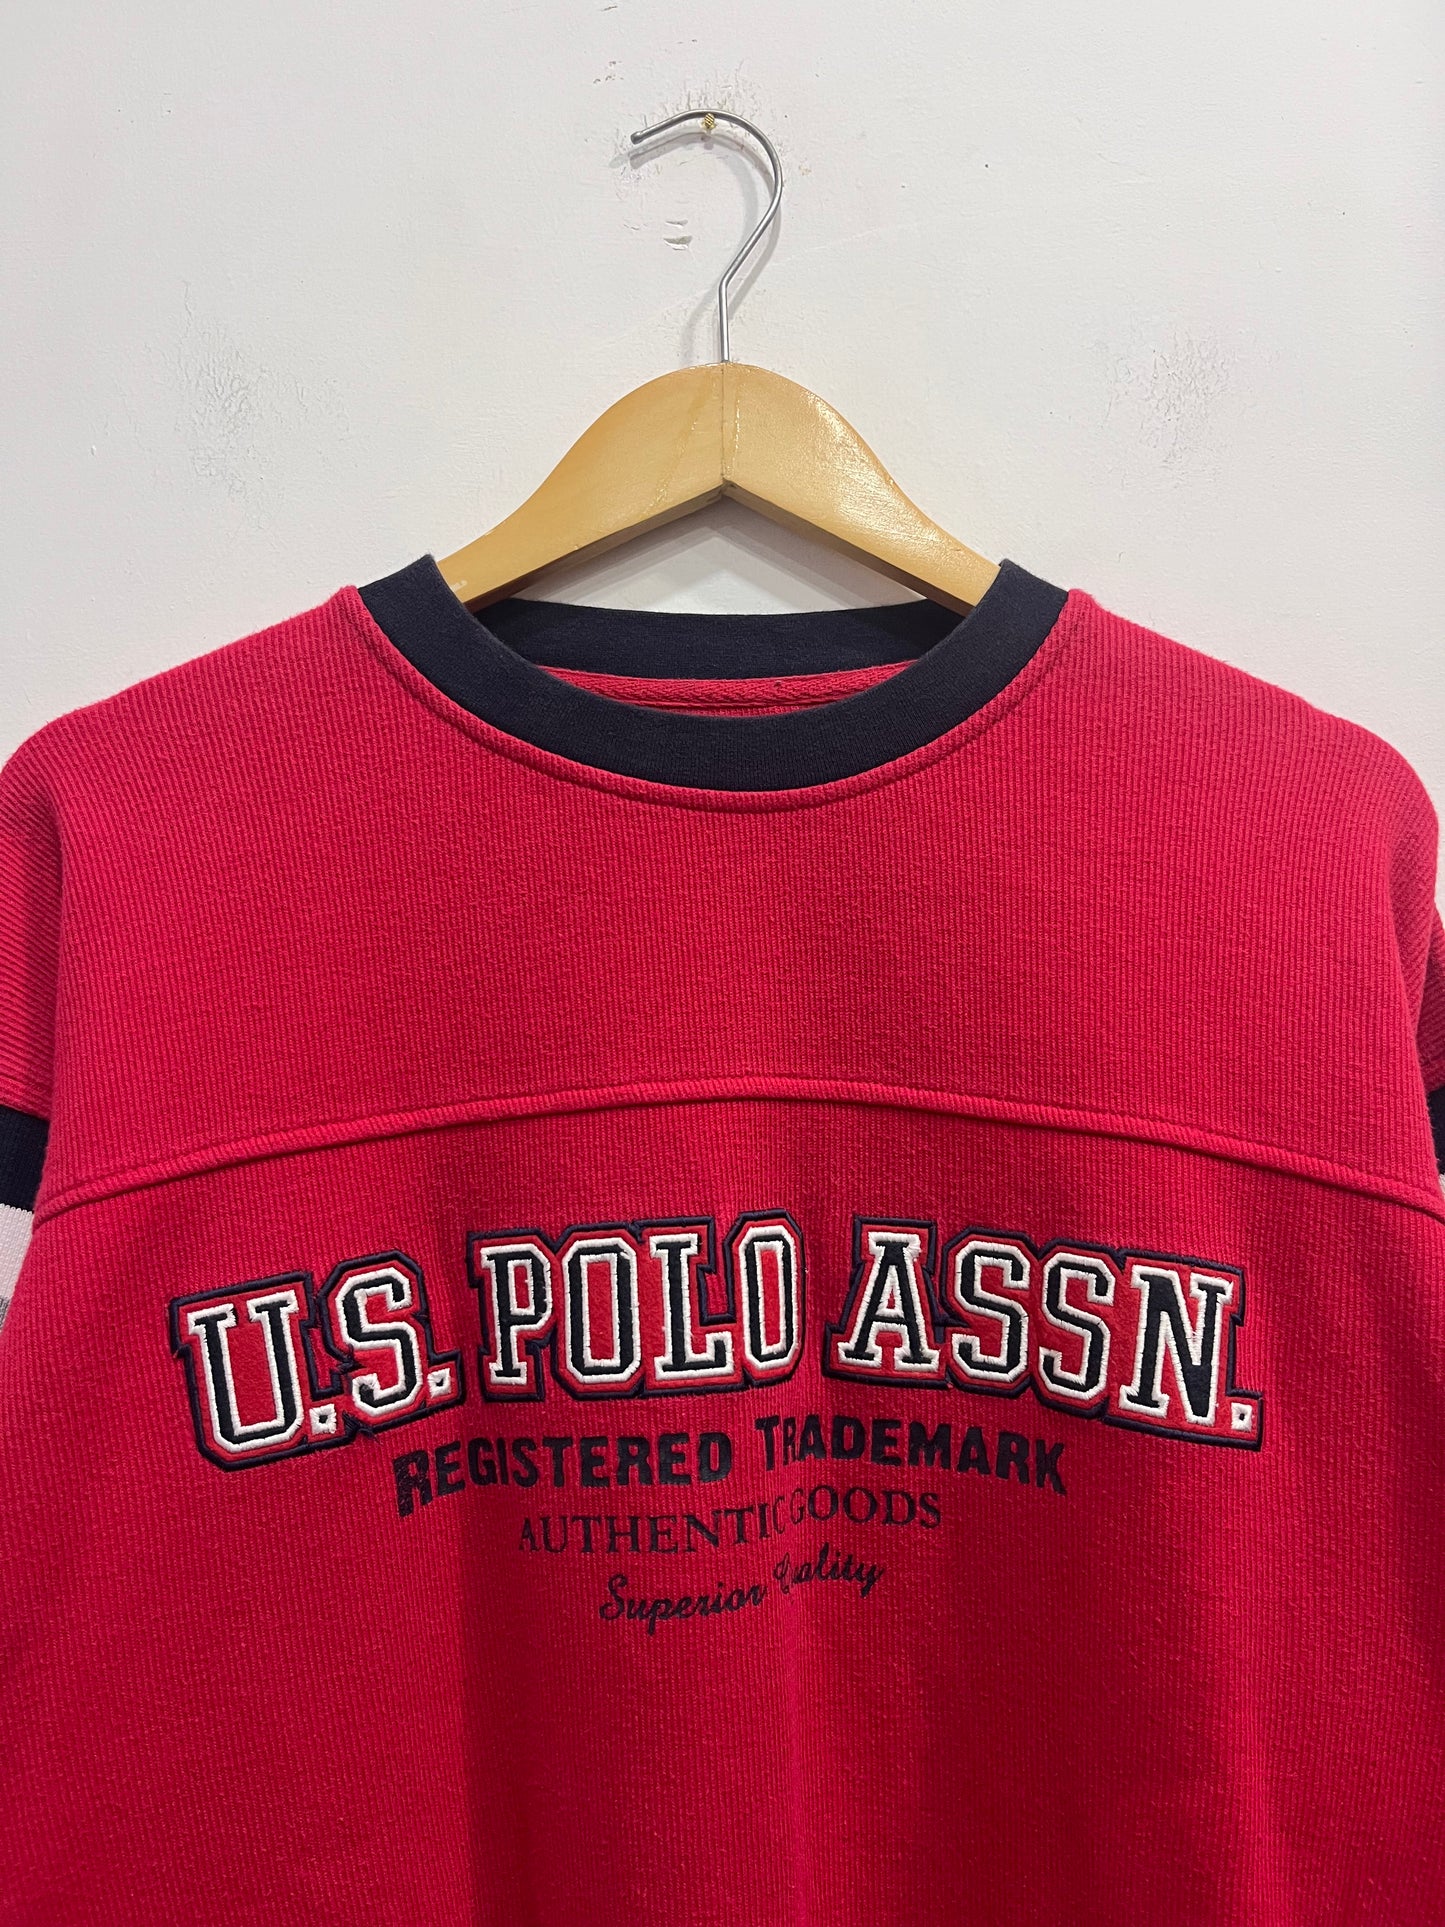 U.S. POLO ASSN.
REGISTERED TRADEMARK
AUTHENTIC GOODS
Superior Quality